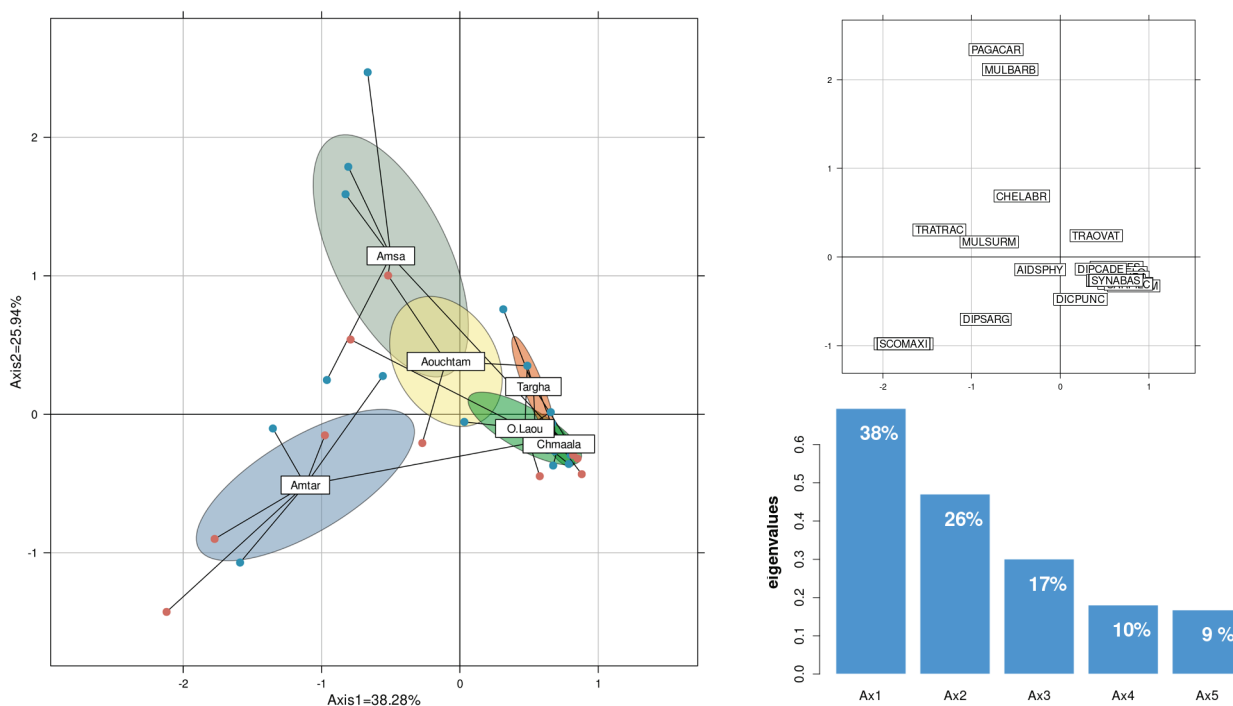 2
1
0
-1
Axis2=25.94%
Amsa
Aouchtam
Targha
O.Laou
Chmaala
Amtar
-2
-1
0
1
Axis1=38.28%
2
1
0
-1
PAGACAR
MULBARB
CHELABR
TRATRAC
MULSURM
TRAOVAT
AIDSPHY
DIPCADE
SYNABAS
DICPUNC
DIPSARG
SCOMAXI
-2
-1
0
1
eigenvalues
0.6
0.5
0.4
0.3
0.2
0.1
0.0
38%
26%
17%
10%
9 %
Ax1
Ax2
Ax3
Ax4
Ax5